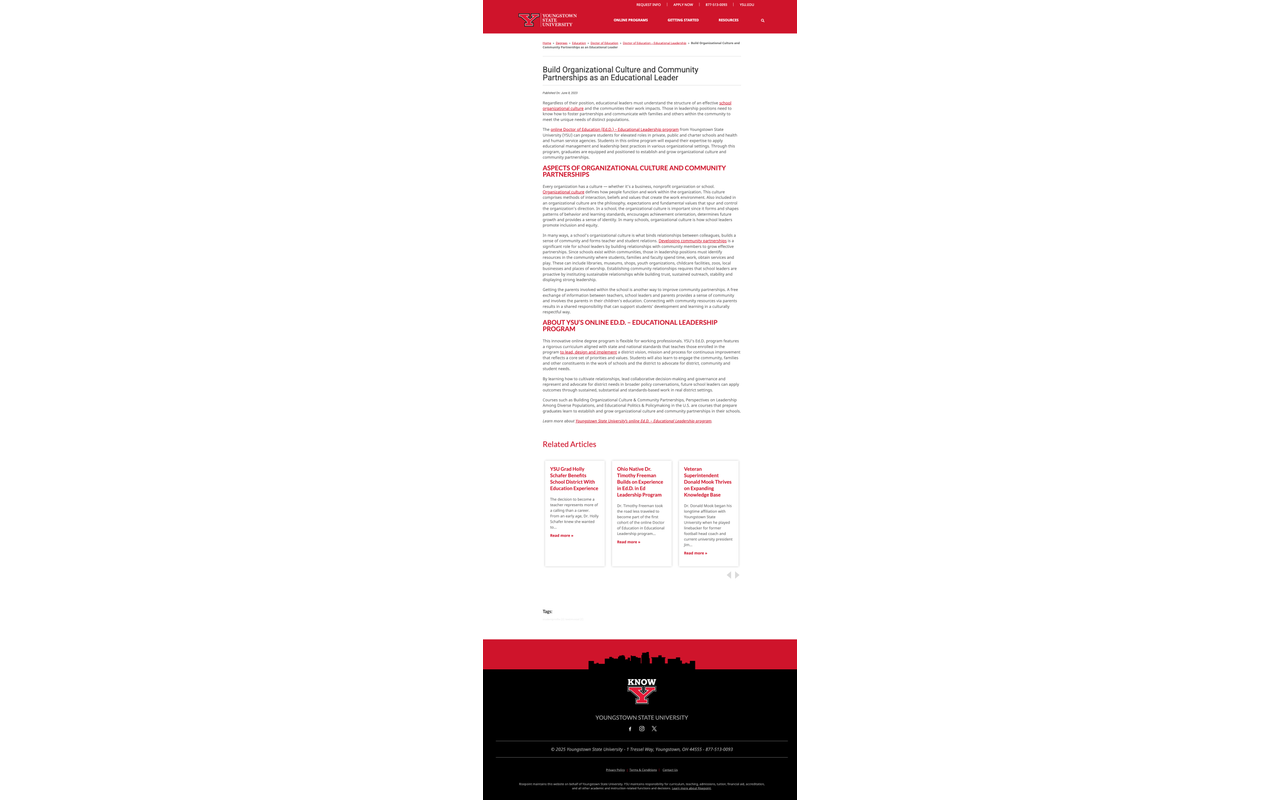 REQUEST INFO | APPLY NOW | 877-513-0093 | YSU.EDU
YOUNGSTOWN
STATE
UNIVERSITY
ONLINE PROGRAMS GETTING STARTED RESOURCES
Home » Degrees » Education » Doctor of Education » Doctor of Education - Educational Leadership » Build Organizational Culture and
Community Partnerships as an Educational Leader
Build Organizational Culture and Community
Partnerships as an Educational Leader
Published On: June 8, 2023
Regardless of their position, educational leaders must understand the structure of an effective school
organizational culture and the communities their work impacts. Those in leadership positions need to
know how to foster partnerships and communicate with families and others within the community to
meet the unique needs of distinct populations.
The online Doctor of Education (Ed.D.) – Educational Leadership program from Youngstown State
University (YSU) can prepare students for elevated roles in private, public and charter schools and health
and human service agencies. Students in this online program will expand their expertise to apply
educational management and leadership best practices in various organizational settings. Through this
program, graduates are equipped and positioned to establish and grow organizational culture and
community partnerships.
ASPECTS OF ORGANIZATIONAL CULTURE AND COMMUNITY
PARTNERSHIPS
Every organization has a culture — whether it's a business, nonprofit organization or school.
Organizational culture defines how people function and work within the organization. This culture
comprises methods of interaction, beliefs and values that create the work environment. Also included in
an organizational culture are the philosophy, expectations and fundamental values that spur and control
the organization's direction. In a school, the organizational culture is important since it forms and shapes
patterns of behavior and learning standards, encourages achievement orientation, determines future
growth and provides a sense of identity. In many schools, organizational culture is how school leaders
promote inclusion and equity.
In many ways, a school's organizational culture is what binds relationships between colleagues, builds a
sense of community and forms teacher and student relations. Developing community partnerships is a
significant role for school leaders by building relationships with community members to grow effective
partnerships. Since schools exist within communities, those in leadership positions must identify
resources in the community where students, families and faculty spend time, work, obtain services and
play. These can include libraries, museums, shops, youth organizations, childcare facilities, zoos, local
businesses and places of worship. Establishing community relationships requires that school leaders are
proactive by instituting sustainable relationships while building trust, sustained outreach, stability and
displaying strong leadership.
Getting the parents involved within the school is another way to improve community partnerships. A free
exchange of information between teachers, school leaders and parents provides a sense of community
and involves the parents in their children's education. Connecting with community resources via parents
results in a shared responsibility that can support students' development and learning in a culturally
respectful way.
ABOUT YSU'S ONLINE ED.D. – EDUCATIONAL LEADERSHIP
PROGRAM
This innovative online degree program is flexible for working professionals. YSU's Ed.D. program features
a rigorous curriculum aligned with state and national standards that teaches those enrolled in the
program to lead, design and implement a district vision, mission and process for continuous improvement
that reflects a core set of priorities and values. Students will also learn to engage the community, families
and other constituents in the work of schools and the district to advocate for district, community and
student needs.
By learning how to cultivate relationships, lead collaborative decision-making and governance and
represent and advocate for district needs in broader policy conversations, future school leaders can apply
outcomes through sustained, substantial and standards-based work in real district settings.
Courses such as Building Organizational Culture & Community Partnerships, Perspectives on Leadership
Among Diverse Populations, and Educational Politics & Policymaking in the U.S. are courses that prepare
graduates learn to establish and grow organizational culture and community partnerships in their schools.
Learn more about Youngstown State University's online Ed.D. – Educational Leadership program.
Related Articles
YSU Grad Holly
Schafer Benefits
School District With
Education Experience
The decision to become a
teacher represents more of
a calling than a career.
From an early age, Dr. Holly
Schafer knew she wanted
to...
Read more »
Ohio Native Dr.
Timothy Freeman
Builds on Experience
in Ed.D. in Ed
Leadership Program
Dr. Timothy Freeman took
the road less traveled to
become part of the first
cohort of the online Doctor
of Education in Educational
Leadership program...
Read more »
Veteran
Superintendent
Donald Mook Thrives
on Expanding
Knowledge Base
Dr. Donald Mook began his
longtime affiliation with
Youngstown State
University when he played
linebacker for former
football head coach and
current university president
Jim...
Read more »
Tags:
KNOW
Y
YOUNGSTOWN STATE UNIVERSITY
© 2025 Youngstown State University - 1 Tressel Way, Youngstown, OH 44555 - 877-513-0093
Privacy Policy | Terms & Conditions | Contact Us
Risepoint maintains this website on behalf of Youngstown State University. YSU maintains responsibility for curriculum, teaching, admissions, tuition, financial aid, accreditation,
and all other academic and instruction-related functions and decisions. Learn more about Risepoint.